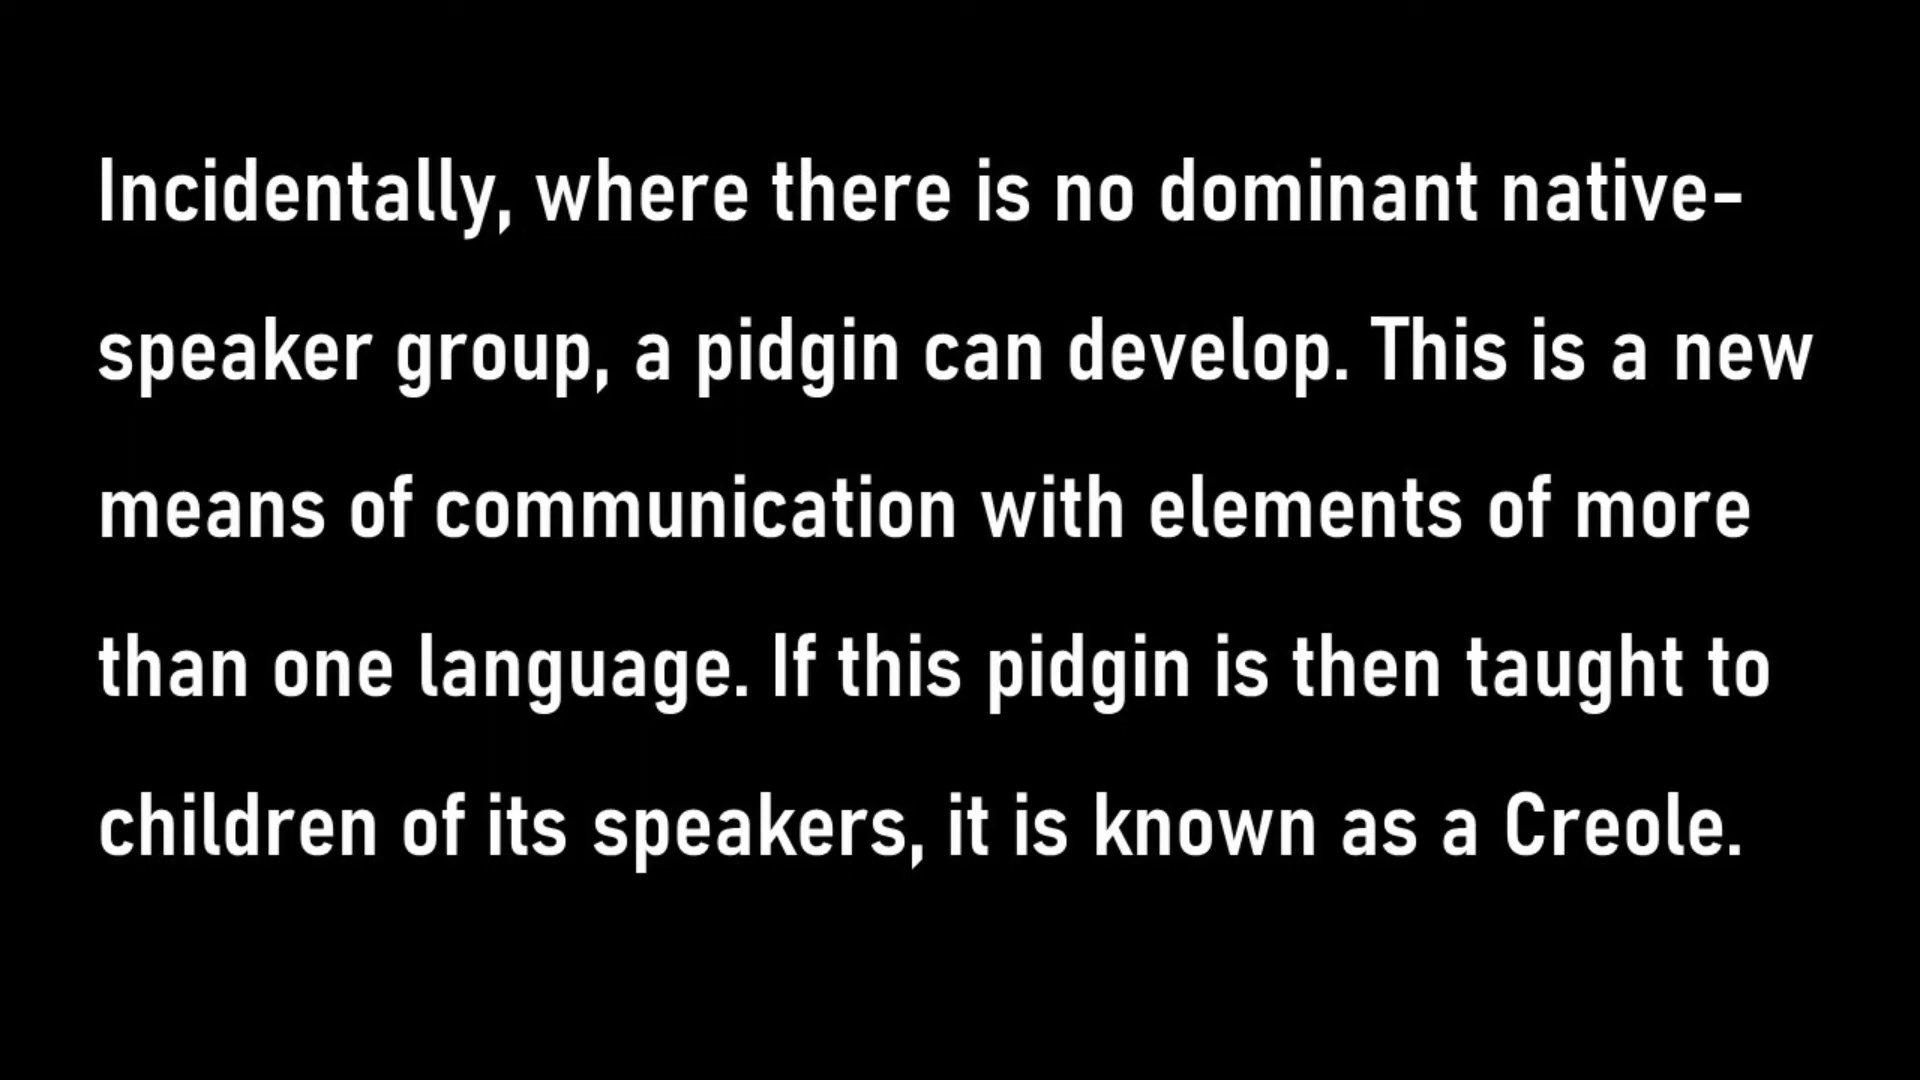 Incidentally, where there is no dominant native-
speaker group, a pidgin can develop. This is a new
means of communication with elements of more
than one language. If this pidgin is then taught to
children of its speakers, it is known as a Creole.